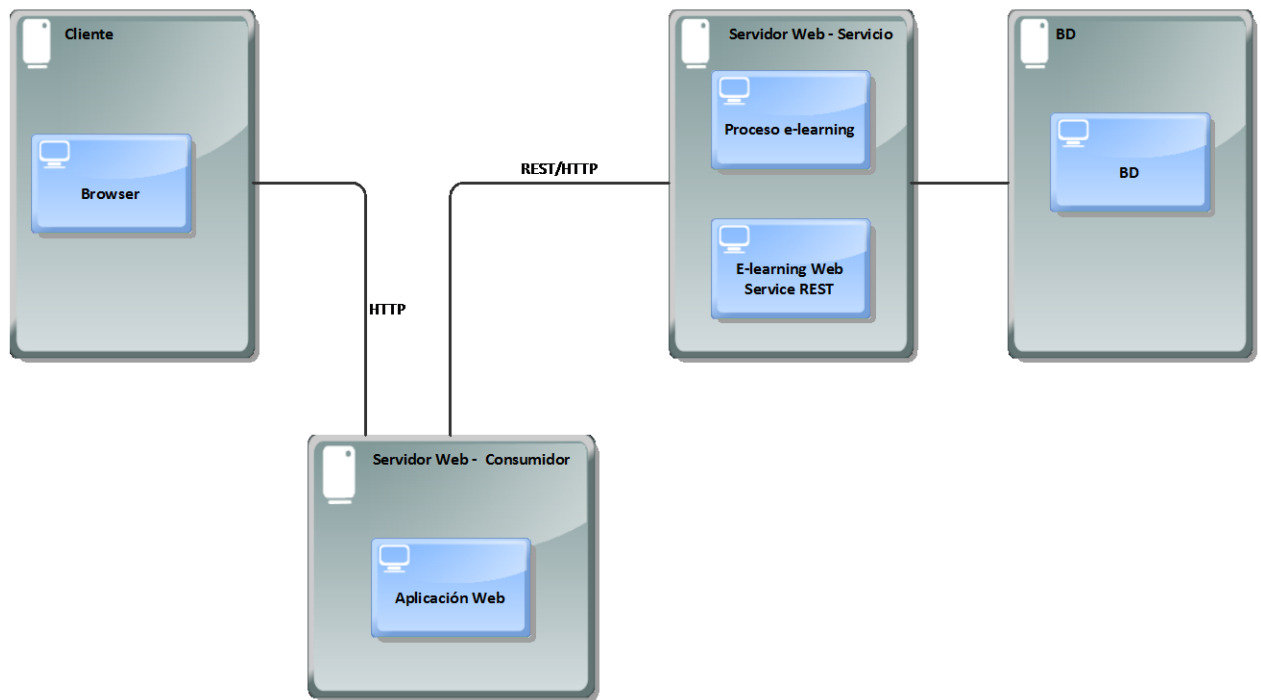 Cliente
Browser
HTTP
REST/HTTP
Servidor Web - Servicio
Proceso e-learning
E-learning Web
Service REST
BD
BD
Servidor Web -  Consumidor
Aplicación Web